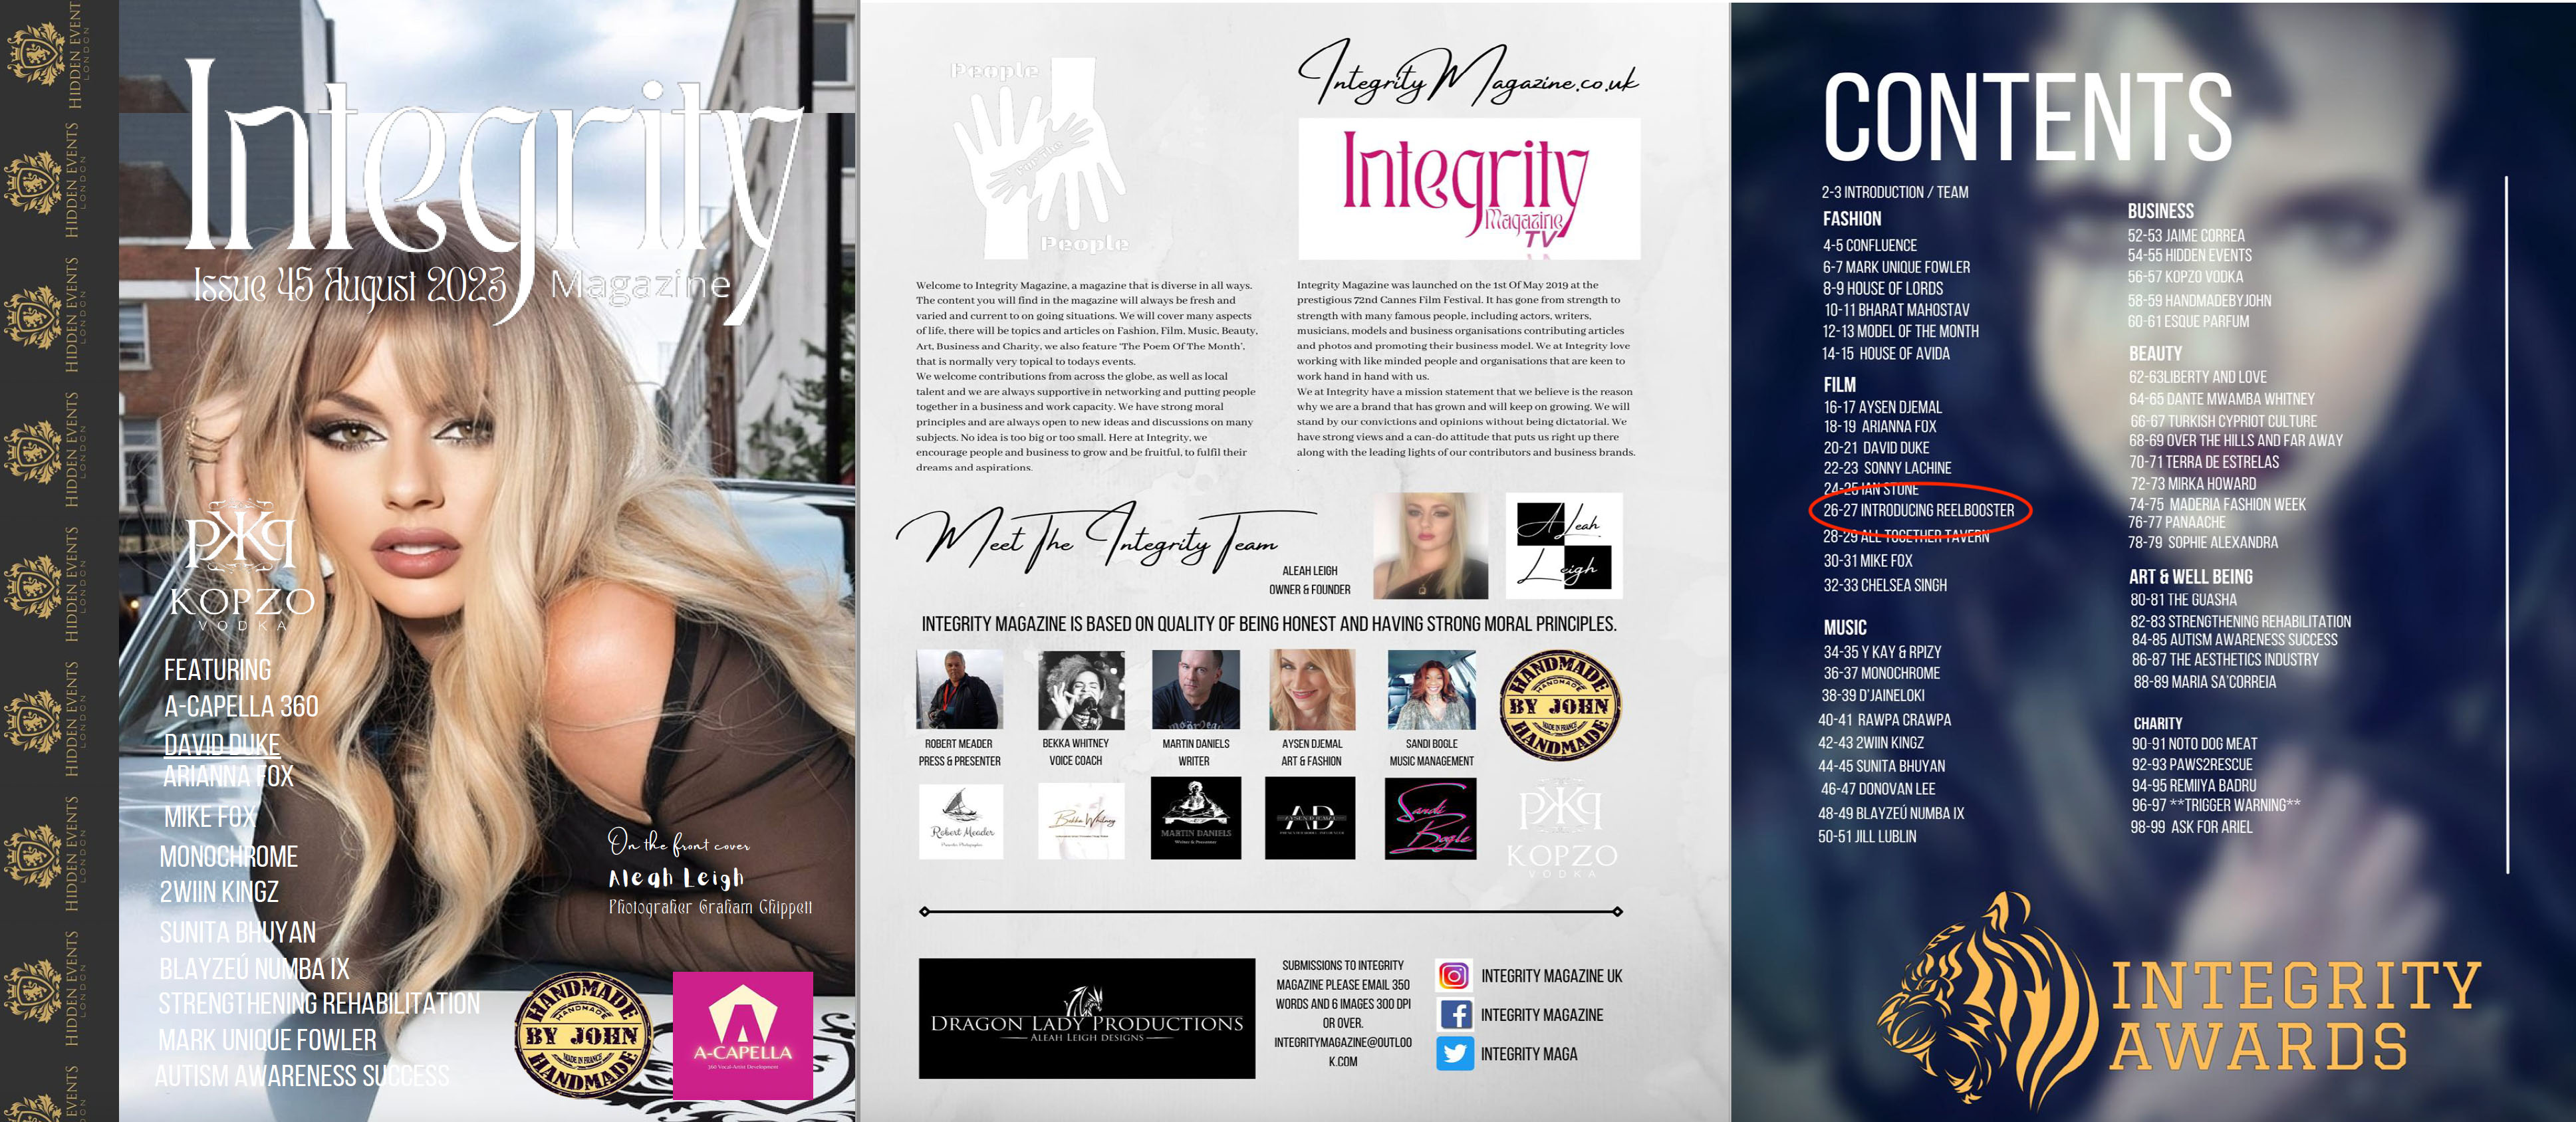 HIDDEN EVENTS
LONDON
Integrity
Issue 45 August 2023
Magazine
PKP
KOPZO
VODKA
FEATURING
A-CAPELLA 360
DAVID DUKE
ARIANNA FOX
MIKE FOX
MONOCHROME
2WIIN KINGZ
SUNITA BHUYAN
BLAYZEÚ NUMBA IX
STRENGTHENING REHABILITATION
MARK UNIQUE FOWLER
AUTISM AWARENESS SUCCESS
On the front cover
Aleah Leigh
Photografier Graham Chippett
HANDMADE
HANDMADE
BY JOHN
MADE IN FRANCE
HANDMADE
A-CAPELLA
360 Vocal-Artist Development
People
For the
People
IntegrityMagazine.co.uk
Integrity
Magazine
TV
Welcome to Integrity Magazine, a magazine that is diverse in all ways.
The content you will find in the magazine will always be fresh and
varied and current to on going situations. We will cover many aspects
of life, there will be topics and articles on Fashion, Film, Music, Beauty,
Art, Business and Charity, we also feature 'The Poem Of The Month',
that is normally very topical to todays events.
We welcome contributions from across the globe, as well as local
talent and we are always supportive in networking and putting people
together in a business and work capacity. We have strong moral
principles and are always open to new ideas and discussions on many
subjects. No idea is too big or too small. Here at Integrity, we
encourage people and business to grow and be fruitful, to fulfil their
dreams and aspirations.
Integrity Magazine was launched on the 1st Of May 2019 at the
prestigious 72nd Cannes Film Festival. It has gone from strength to
strength with many famous people, including actors, writers,
musicians, models and business organisations contributing articles
and photos and promoting their business model. We at Integrity love
working with like minded people and organisations that are keen to
work hand in hand with us.
We at Integrity have a mission statement that we believe is the reason
why we are a brand that has grown and will keep on growing. We will
stand by our convictions and opinions without being dictatorial. We
have strong views and a can-do attitude that puts us right up there
along with the leading lights of our contributors and business brands.
.
Meet The Integrity Team
ALEAH LEIGH
OWNER & FOUNDER
ALeah
Leigh
INTEGRITY MAGAZINE IS BASED ON QUALITY OF BEING HONEST AND HAVING STRONG MORAL PRINCIPLES.
ROBERT MEADER
PRESS & PRESENTER
BEKKA WHITNEY
VOICE COACH
MARTIN DANIELS
WRITER
AYSEN DJEMAL
ART & FASHION
SANDI BOGLE
MUSIC MANAGEMENT
HANDMADE
HANDMADE
BY JOHN
MADE IN FRANCE
HANDMADE
Robert Meader
Bekka Whitney
MARTIN DANIELS
Writer & Presenter
AD
AYSEN DJEMAL
Sandi
Bogle
PKP
KOPZO
VODKA
DRAGON LADY PRODUCTIONS
ALEAH LEIGH DESIGNS
SUBMISSIONS TO INTEGRITY
MAGAZINE PLEASE EMAIL 350
WORDS AND 6 IMAGES 300 DPI
OR OVER.
INTEGRITYMAGAZINE@OUTLOO
K.COM
INTEGRITY MAGAZINE UK
INTEGRITY MAGAZINE
INTEGRITY MAGA
CONTENTS
2-3 INTRODUCTION / TEAM
FASHION
4-5 CONFLUENCE
6-7 MARK UNIQUE FOWLER
8-9 HOUSE OF LORDS
10-11 BHARAT MAHOSTAV
12-13 MODEL OF THE MONTH
14-15 HOUSE OF AVIDA
FILM
16-17 AYSEN DJEMAL
18-19 ARIANNA FOX
20-21 DAVID DUKE
22-23 SONNY LACHINE
24-25 IAN STONE
26-27 INTRODUCING REELBOOSTER
28-29 ALL TOGETHER TAVERN
30-31 MIKE FOX
32-33 CHELSEA SINGH
MUSIC
34-35 Y KAY & RPIZY
36-37 MONOCHROME
38-39 D'JAINELOKI
40-41 RAWPA CRAWPA
42-43 2WIIN KINGZ
44-45 SUNITA BHUYAN
46-47 DONOVAN LEE
48-49 BLAYZEÚ NUMBA IX
50-51 JILL LUBLIN
BUSINESS
52-53 JAIME CORREA
54-55 HIDDEN EVENTS
56-57 KOPZO VODKA
58-59 HANDMADEBYJOHN
60-61 ESQUE PARFUM
BEAUTY
62-63LIBERTY AND LOVE
64-65 DANTE MWAMBA WHITNEY
66-67 TURKISH CYPRIOT CULTURE
68-69 OVER THE HILLS AND FAR AWAY
70-71 TERRA DE ESTRELAS
72-73 MIRKA HOWARD
74-75 MADERIA FASHION WEEK
76-77 PANAACHE
78-79 SOPHIE ALEXANDRA
ART & WELL BEING
80-81 THE GUASHA
82-83 STRENGTHENING REHABILITATION
84-85 AUTISM AWARENESS SUCCESS
86-87 THE AESTHETICS INDUSTRY
88-89 MARIA SA'CORREIA
CHARITY
90-91 NOTO DOG MEAT
92-93 PAWS2RESCUE
94-95 REMIIYA BADRU
96-97 **TRIGGER WARNING**
98-99 ASK FOR ARIEL
INTEGRITY
AWARDS